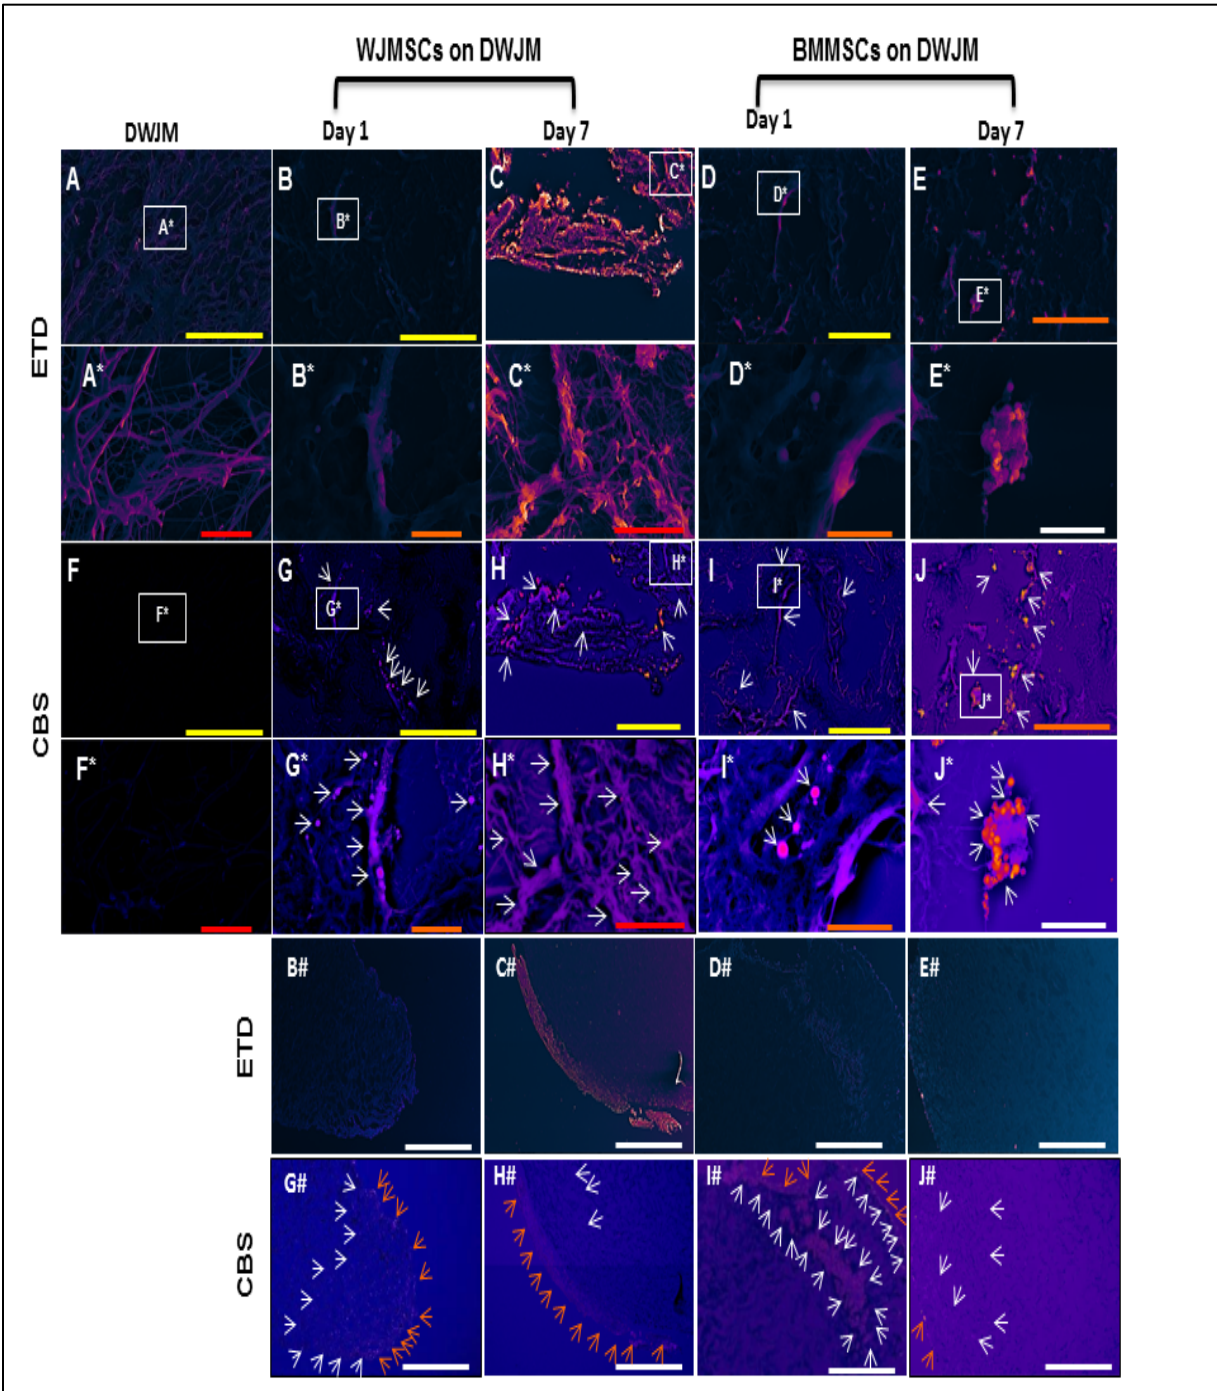 WJMSCs on DWJM BMMSCs on DWJM
DWJM Day 1 Day 7 Day 1 Day 7
ETD
A B C D E
A* B* C* D* E*
A* B* C* D* E*
CBS
F G H I J
F* G* H* I* J*
F* G* H* I* J*
ETD
B# C# D# E#
CBS
G# H# I# J#